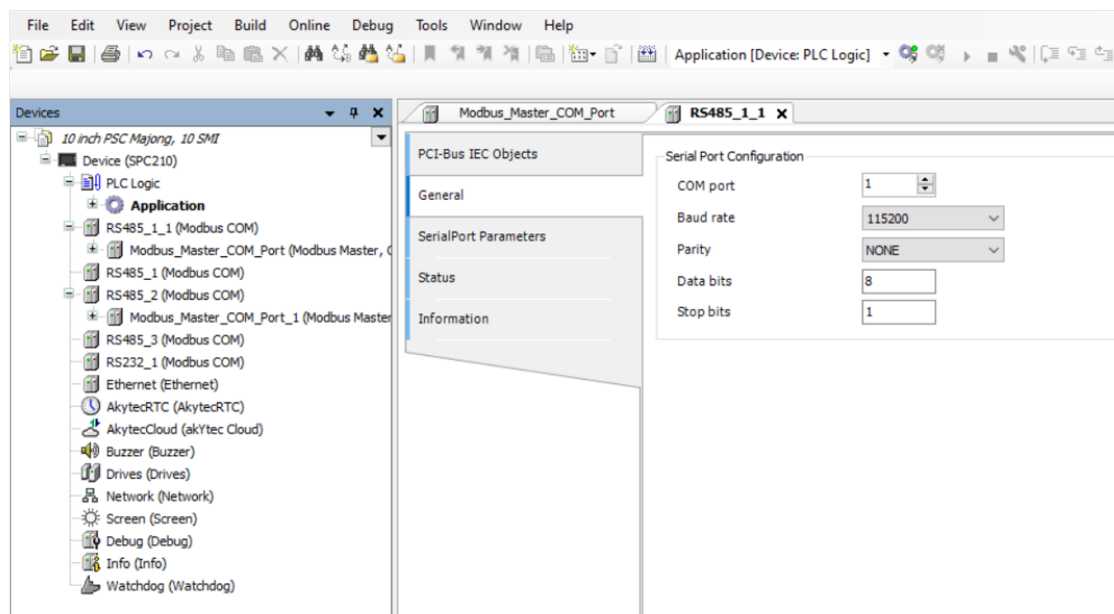 File Edit View Project Build Online Debug Tools Window Help
Application [Device: PLC Logic]
Devices
10 inch PSC Majong, 10 SMI
Device (SPC210)
PLC Logic
Application
RS485_1_1 (Modbus COM)
Modbus_Master_COM_Port (Modbus Master, C
RS485_1 (Modbus COM)
RS485_2 (Modbus COM)
Modbus_Master_COM_Port_1 (Modbus Master
RS485_3 (Modbus COM)
RS232_1 (Modbus COM)
Ethernet (Ethernet)
AkytecRTC (AkytecRTC)
AkytecCloud (akYtec Cloud)
Buzzer (Buzzer)
Drives (Drives)
Network (Network)
Screen (Screen)
Debug (Debug)
Info (Info)
Watchdog (Watchdog)
Modbus_Master_COM_Port
RS485_1_1
PCI-Bus IEC Objects
General
SerialPort Parameters
Status
Information
Serial Port Configuration
COM port 1
Baud rate 115200
Parity NONE
Data bits 8
Stop bits 1